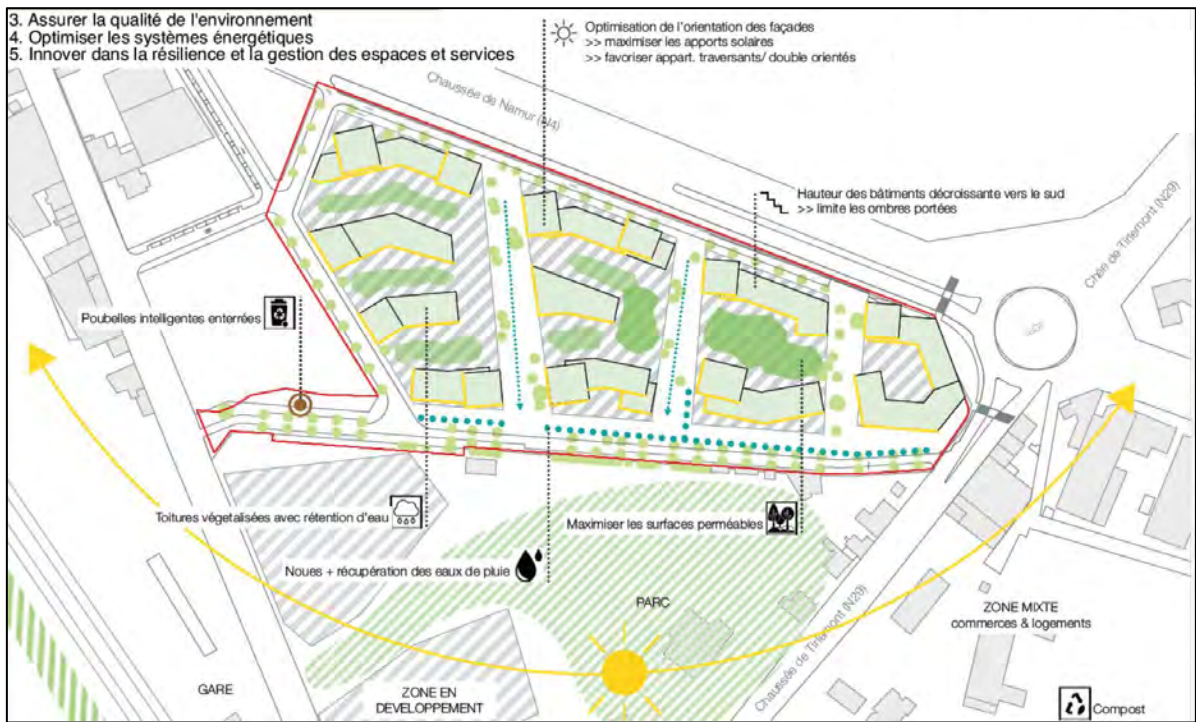 3. Assurer la qualité de l'environnement
4. Optimiser les systèmes énergétiques
5. Innover dans la résilience et la gestion des espaces et services
Optimisation de l'orientation des façades
>> maximiser les apports solaires
>> favoriser appart. traversants/ double orientés
Chaussée de Namur (N4)
Hauteur des bâtiments décroissante vers le sud
>> limite les ombres portées
Chée de Tirlemont (N29)
Poubelles intelligentes enterrées
Toitures végetalisées avec rétention d'eau
Maximiser les surfaces perméables
Noues + récupération des eaux de pluie
PARC
Chaussée de Tirlemont (N29)
ZONE MIXTE
commerces & logements
GARE
ZONE EN
DEVELOPPEMENT
Compost